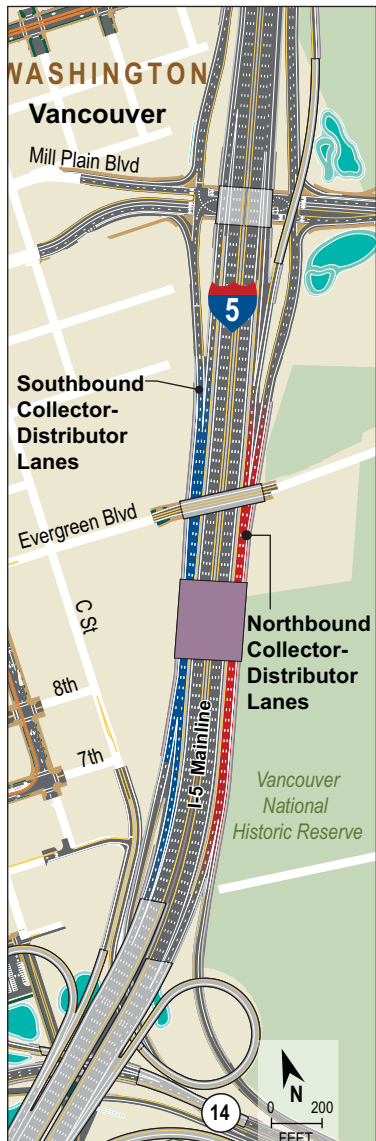 WASHINGTON
Vancouver
Mill Plain Blvd
5
Southbound
Collector-
Distributor
Lanes
Evergreen Blvd
C St
Northbound
Collector-
Distributor
Lanes
8th
7th
I-5 Mainline
Vancouver
National
Historic Reserve
14
N
0 200
FEET